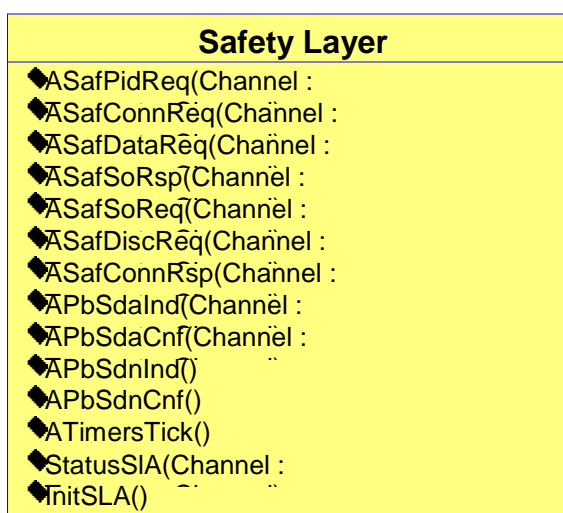 Safety Layer
ASafPidReq(Channel :
ASafConnReq(Channel :
ASafDataReq(Channel :
ASafSoRsp(Channel :
ASafSoReq(Channel :
ASafDiscReq(Channel :
ASafConnRsp(Channel :
APbSdaInd(Channel :
APbSdaCnf(Channel :
APbSdnInd()
APbSdnCnf()
ATimersTick()
StatusSlA(Channel :
InitSLA()